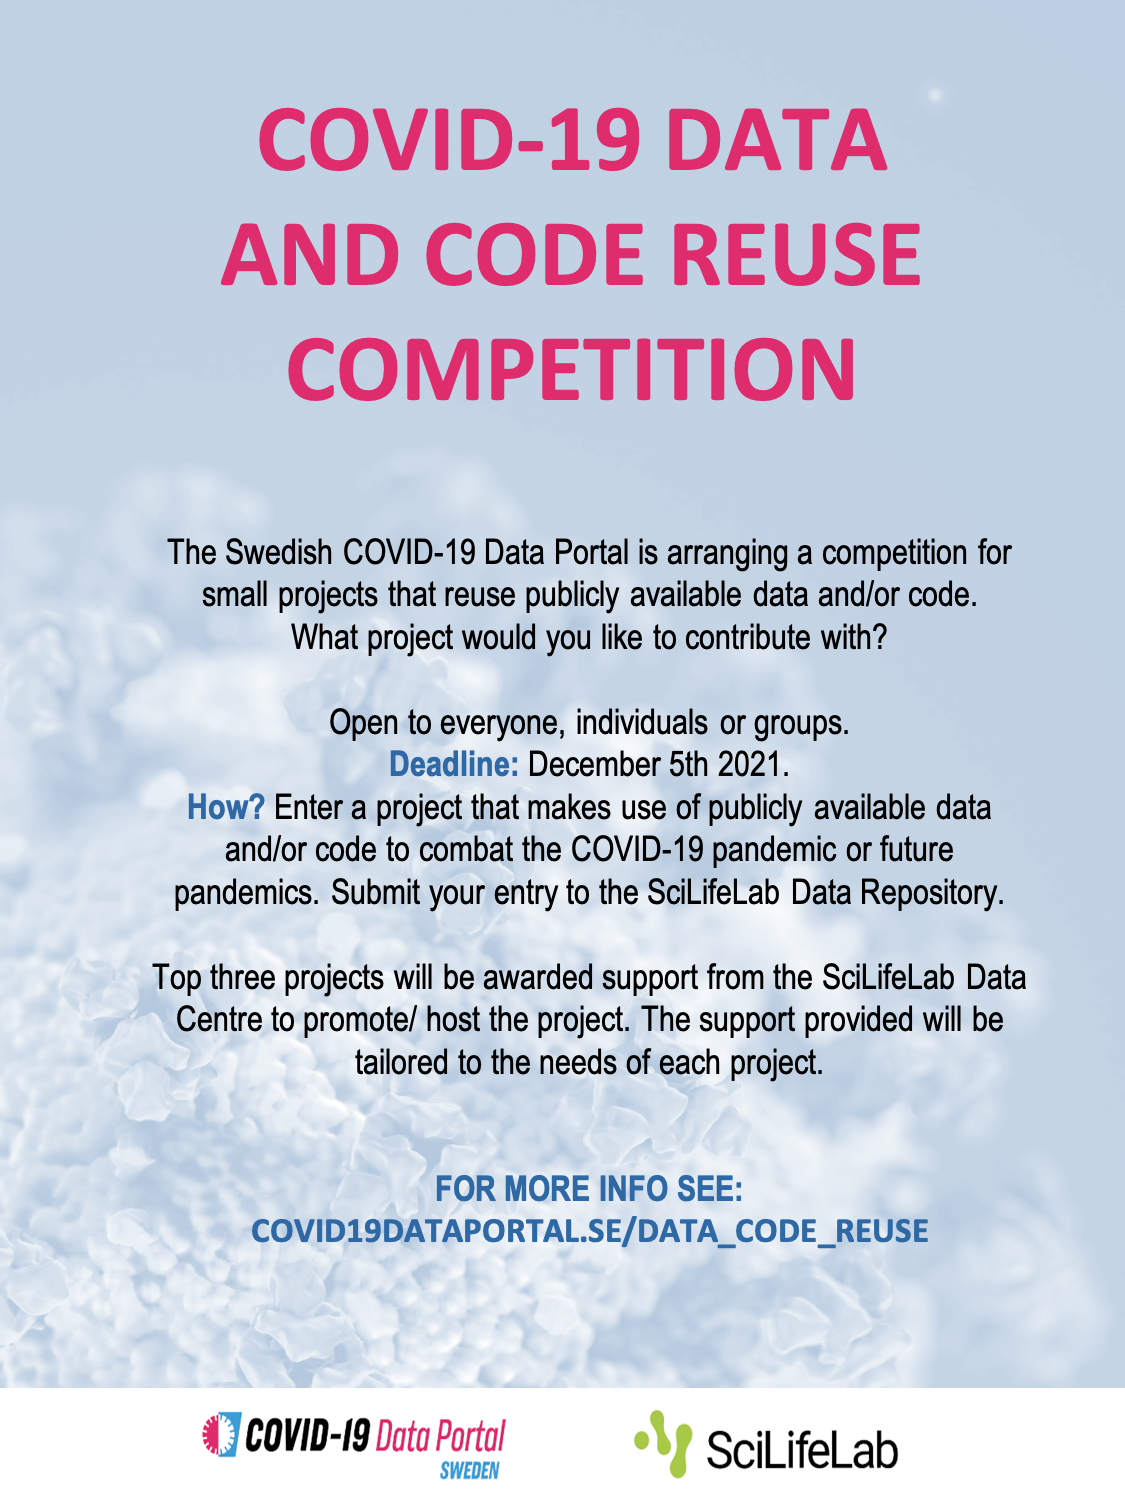 COVID-19 DATA
AND CODE REUSE
COMPETITION
The Swedish COVID-19 Data Portal is arranging a competition for
small projects that reuse publicly available data and/or code.
What project would you like to contribute with?
Open to everyone, individuals or groups.
Deadline: December 5th 2021.
How? Enter a project that makes use of publicly available data
and/or code to combat the COVID-19 pandemic or future
pandemics. Submit your entry to the SciLifeLab Data Repository.
Top three projects will be awarded support from the SciLifeLab Data
Centre to promote/ host the project. The support provided will be
tailored to the needs of each project.
FOR MORE INFO SEE:
COVID19DATAPORTAL.SE/DATA_CODE_REUSE
COVID-19 Data Portal
SWEDEN
SciLifeLab